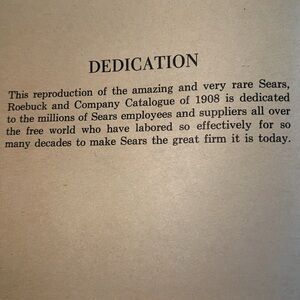 DEDICATION
This reproduction of the amazing and very rare Sears,
Roebuck and Company Catalogue of 1908 is dedicated
to the millions of Sears employees and suppliers all over
the free world who have labored so effectively for so
many decades to make Sears the great firm it is today.